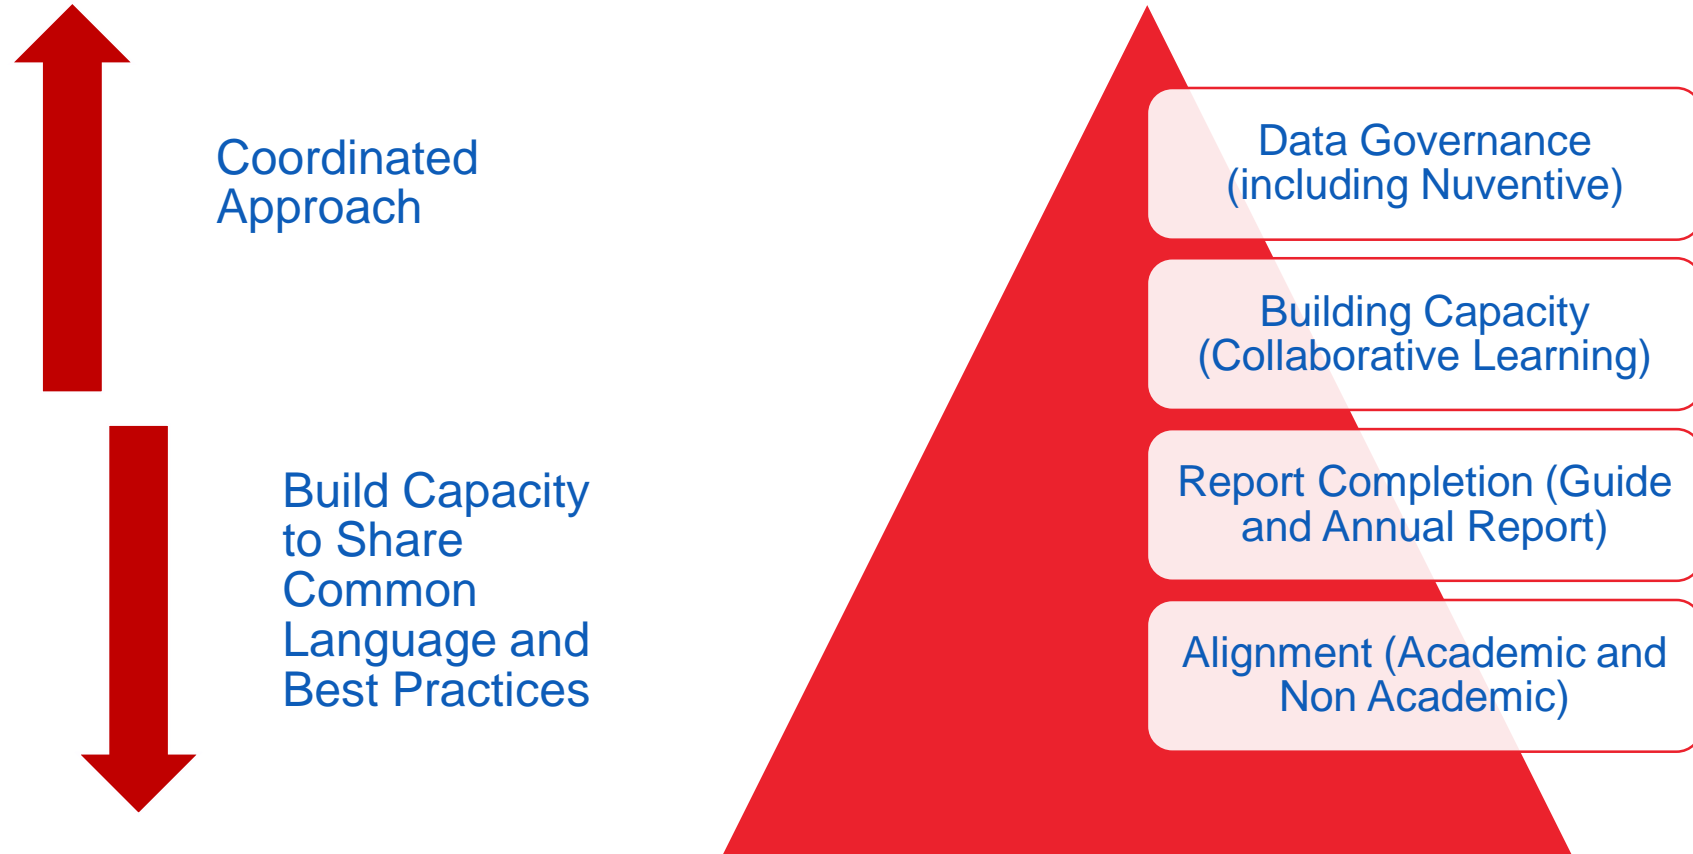 Coordinated
Approach
Build Capacity
to Share
Common
Language and
Best Practices
Data Governance
(including Nuventive)
Building Capacity
(Collaborative Learning)
Report Completion (Guide
and Annual Report)
Alignment (Academic and
Non Academic)